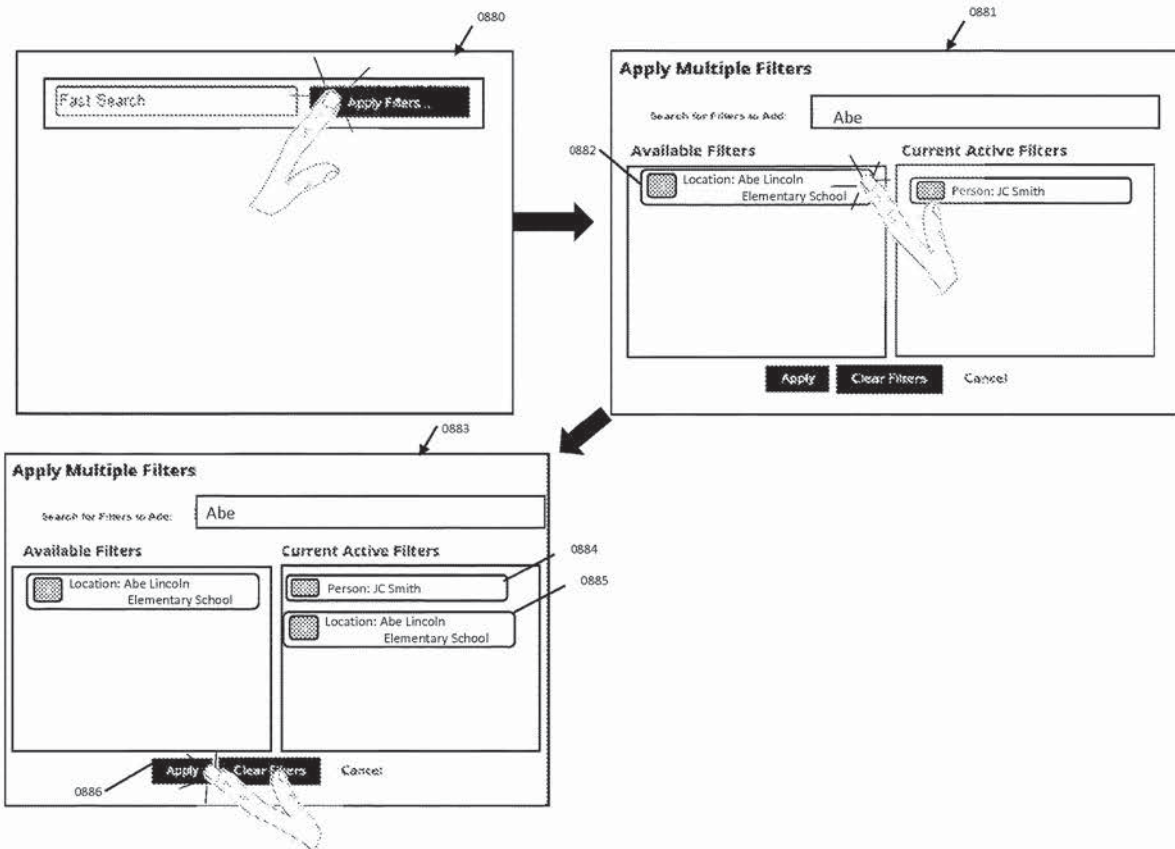 0880
Fast Search
Apply Filters...
0881
Apply Multiple Filters
Search for Filters to Add:
Abe
0882
Available Filters
Current Active Filters
Location: Abe Lincoln
Elementary School
Person: JC Smith
Apply
Clear Filters
Cancel
0883
Apply Multiple Filters
Search for Filters to Add:
Abe
Available Filters
Current Active Filters
0884
0885
Location: Abe Lincoln
Elementary School
Person: JC Smith
Location: Abe Lincoln
Elementary School
Apply
Clear Filters
Cancel
0886